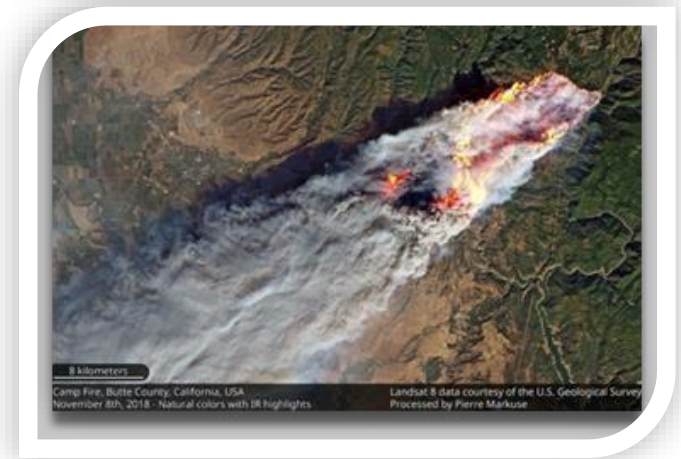 8 kilometers
Camp Fire, Butte County, California, USA
November 8th, 2018 - Natural colors with IR highlights
Landsat 8 data courtesy of the U.S. Geological Survey
Processed by Pierre Markuse